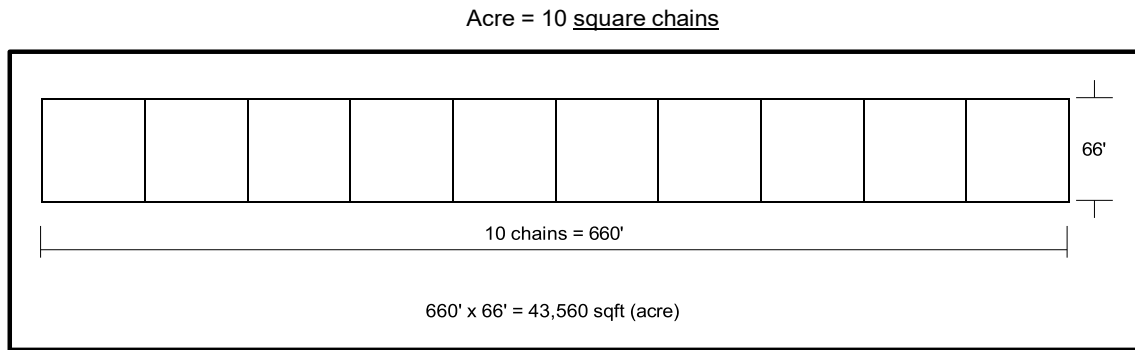 Acre = 10 square chains
66'
10 chains = 660'
660' x 66' = 43,560 sqft (acre)